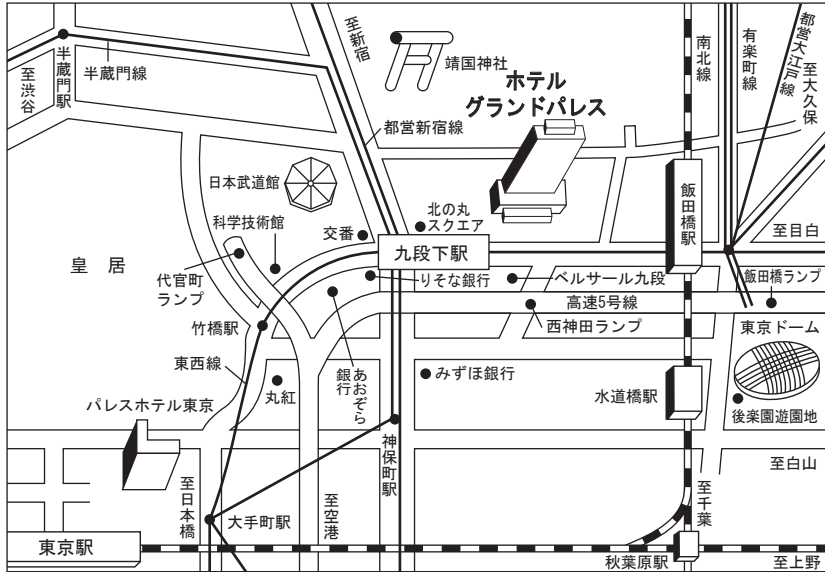 至新宿
靖国神社
南北線
有楽町線
都営大江戸線
至大久保
至渋谷
半蔵門駅
半蔵門線
ホテル
グランドパレス
都営新宿線
日本武道館
飯田橋駅
科学技術館
交番
北の丸
スクエア
至目白
皇居
九段下駅
代官町
ランプ
りそな銀行
ベルサール九段
飯田橋ランプ
高速5号線
竹橋駅
西神田ランプ
東京ドーム
東西線
あおぞら
銀行
丸紅
みずほ銀行
水道橋駅
パレスホテル東京
後楽園遊園地
神保町駅
至白山
至日本橋
大手町駅
至空港
至千葉
東京駅
秋葉原駅
至上野